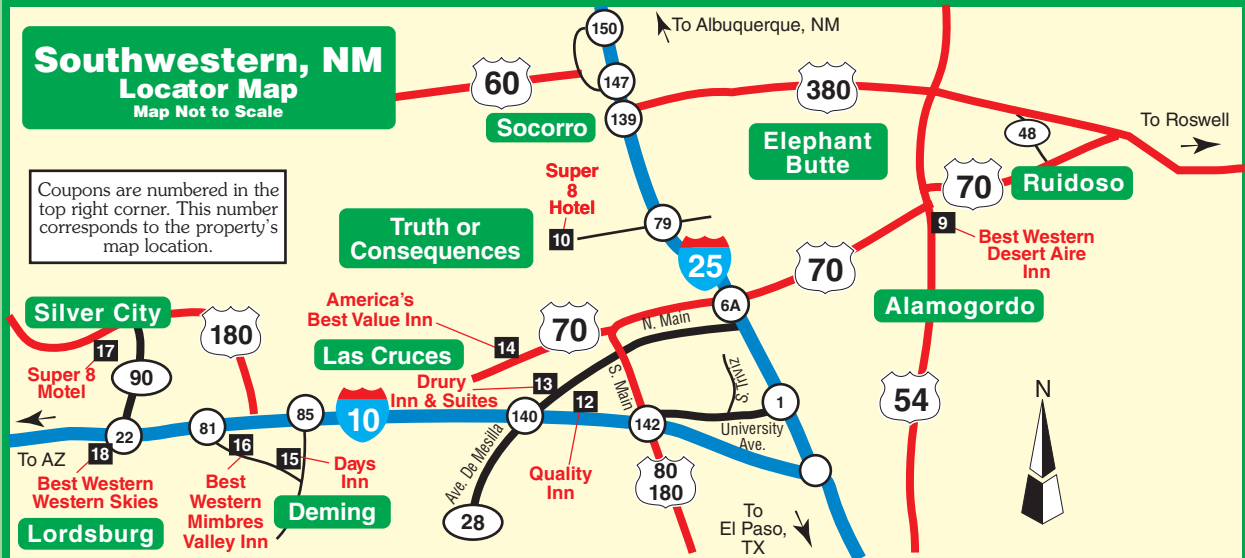 Southwestern, NM
Locator Map
Map Not to Scale
150
To Albuquerque, NM
60
147
380
139
Socorro
Elephant
Butte
48
To Roswell
Coupons are numbered in the
top right corner. This number
corresponds to the property's
map location.
Super
8
Hotel
10
79
Truth or
Consequences
70
Ruidoso
9
Best Western
Desert Aire
Inn
25
70
6A
Alamogordo
Silver City
180
America's
Best Value Inn
70
N. Main
14
Las Cruces
17
Super 8
Motel
90
Drury
Inn & Suites
13
12
S. Main
S. Triviz
54
N
To AZ
22
18
Best Western
Western Skies
Lordsburg
81
16
Best
Western
Mimbres
Valley Inn
85
15
Days
Inn
Deming
10
140
Ave. De Mesilla
28
Quality
Inn
142
University
Ave.
1
80
180
To
El Paso,
TX